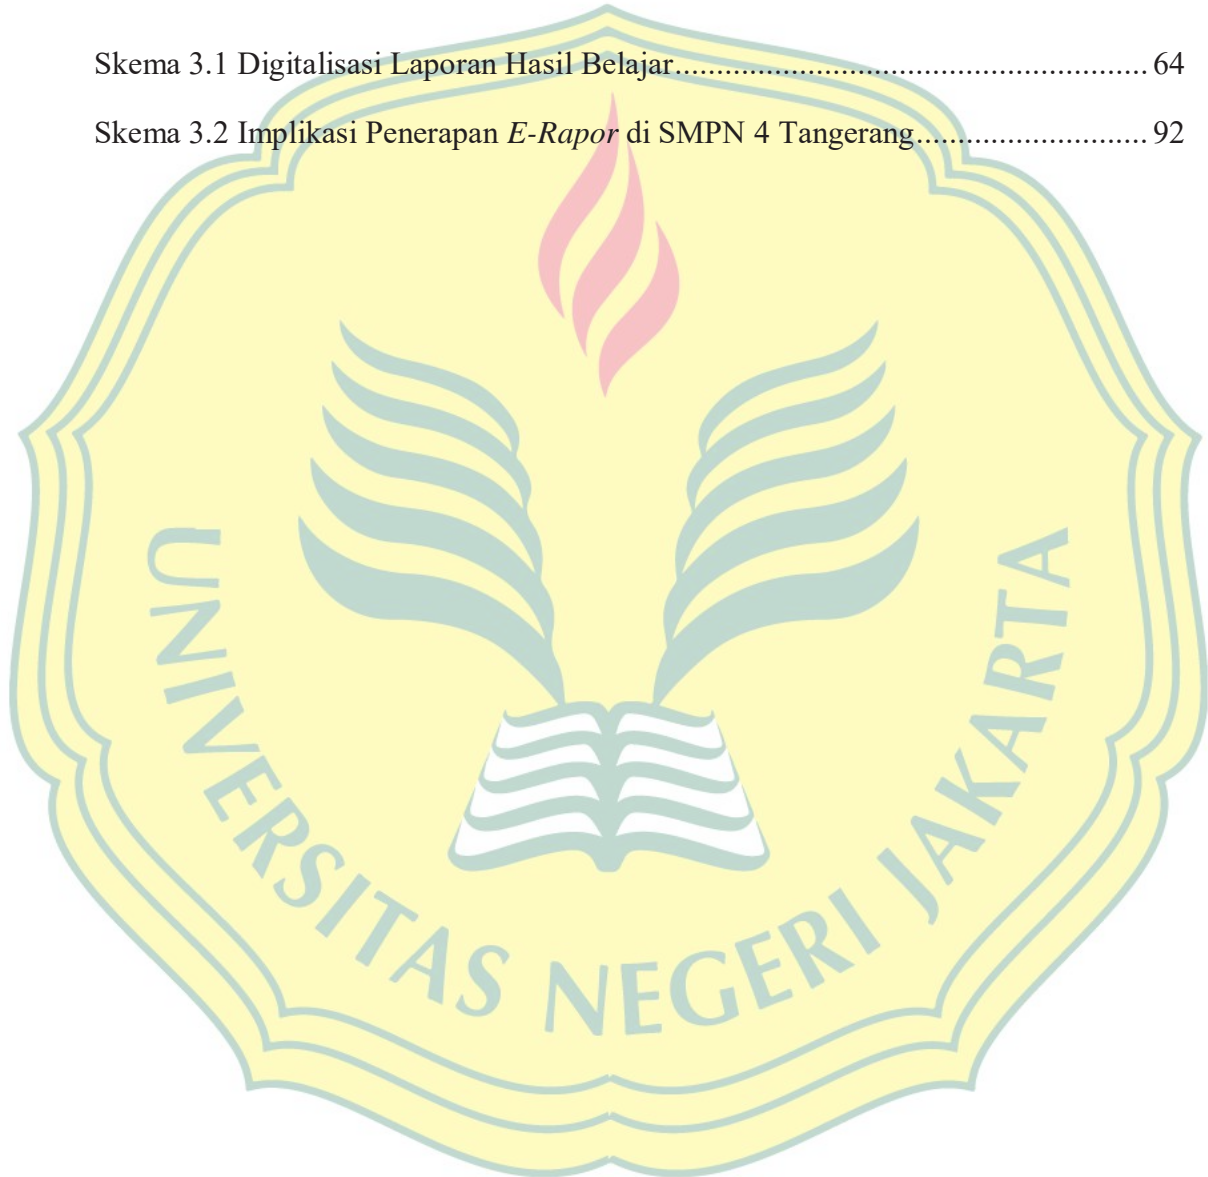 Skema 3.1 Digitalisasi Laporan Hasil Belajar........................................................ 64
Skema 3.2 Implikasi Penerapan E-Rapor di SMPN 4 Tangerang............................ 92
UNIVERSITAS NEGERI JAKARTA